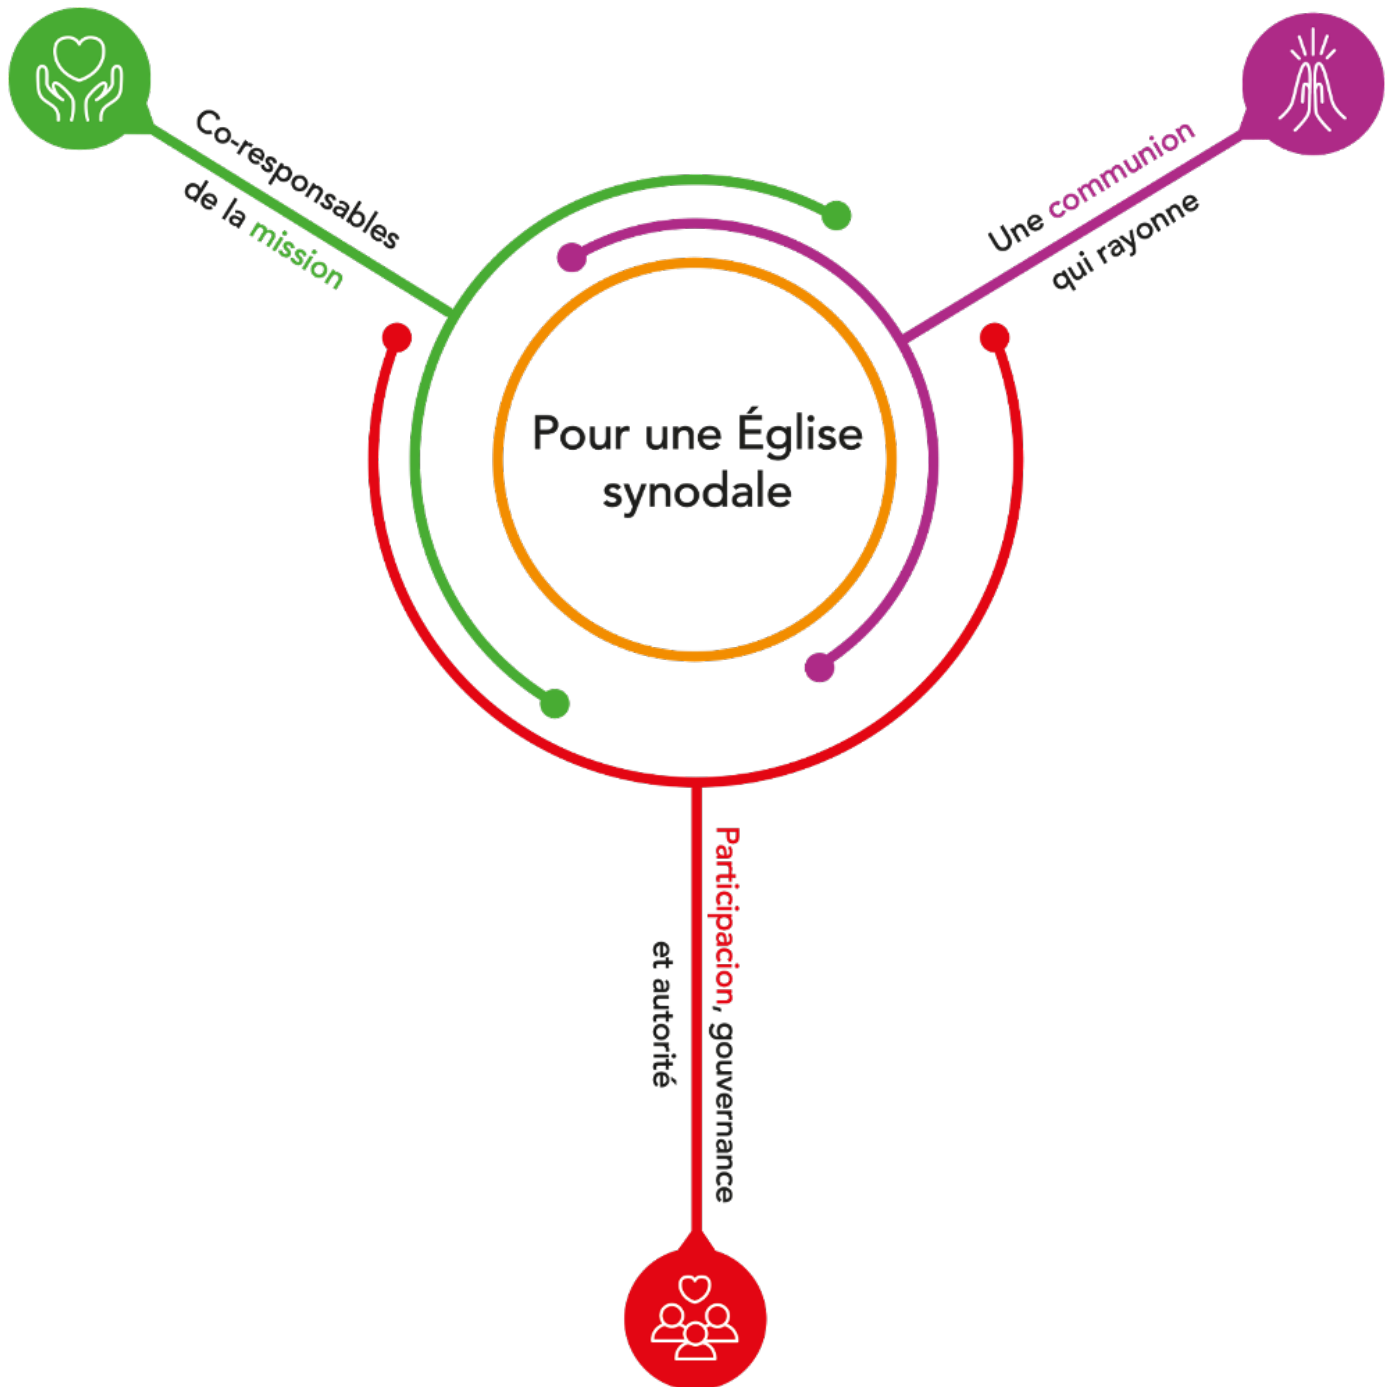 Co-responsables
de la mission
Une communion
qui rayonne
Pour une Église
synodale
Participacion, gouvernance
et autorité